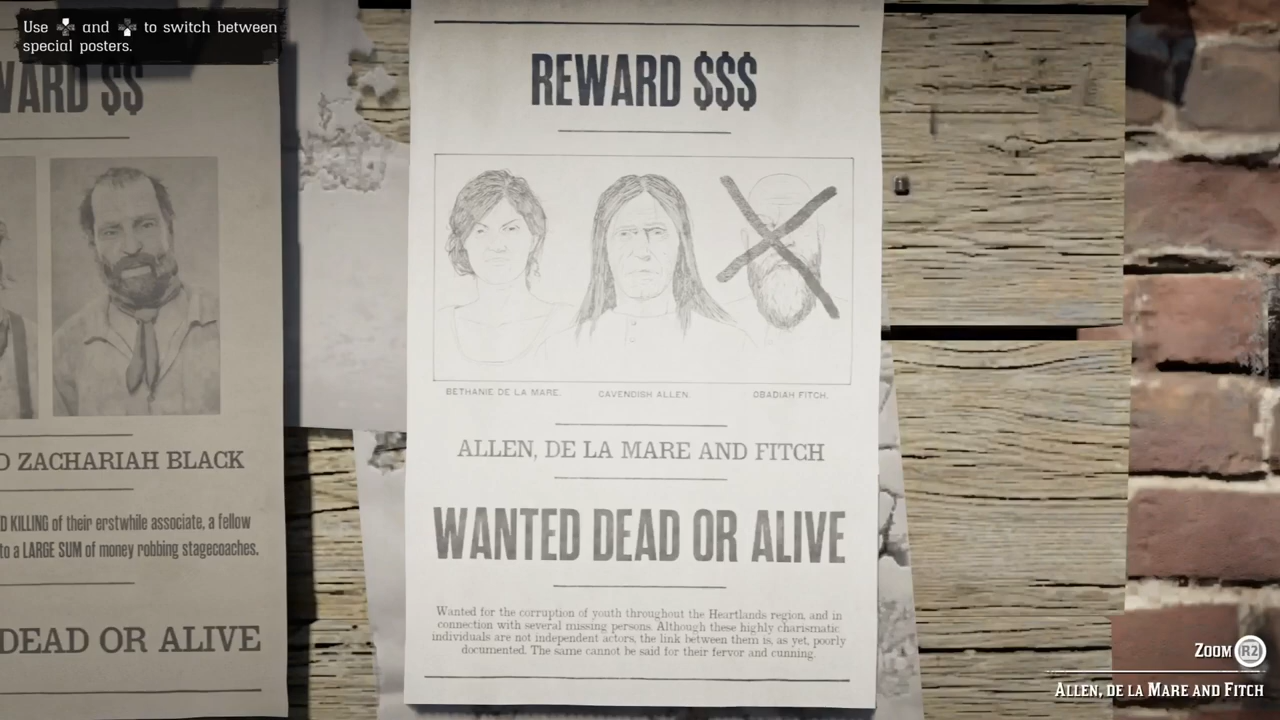 Use and to switch between
special posters.
WARD $$
ZACHARIAH BLACK
KILLING of their erstwhile associate, a fellow
to a LARGE SUM of money robbing stagecoaches.
DEAD OR ALIVE
REWARD $$$
BETHANIE DE LA MARE. CAVENDISH ALLEN. OBADIAH FITCH.
ALLEN, DE LA MARE AND FITCH
WANTED DEAD OR ALIVE
Wanted for the corruption of youth throughout the Heartlands region, and in
connection with several missing persons. Although these highly charismatic
individuals are not independent actors, the link between them is, as yet, poorly
documented. The same cannot be said for their fervor and cunning.
ZOOM R2
ALLEN, DE LA MARE AND FITCH